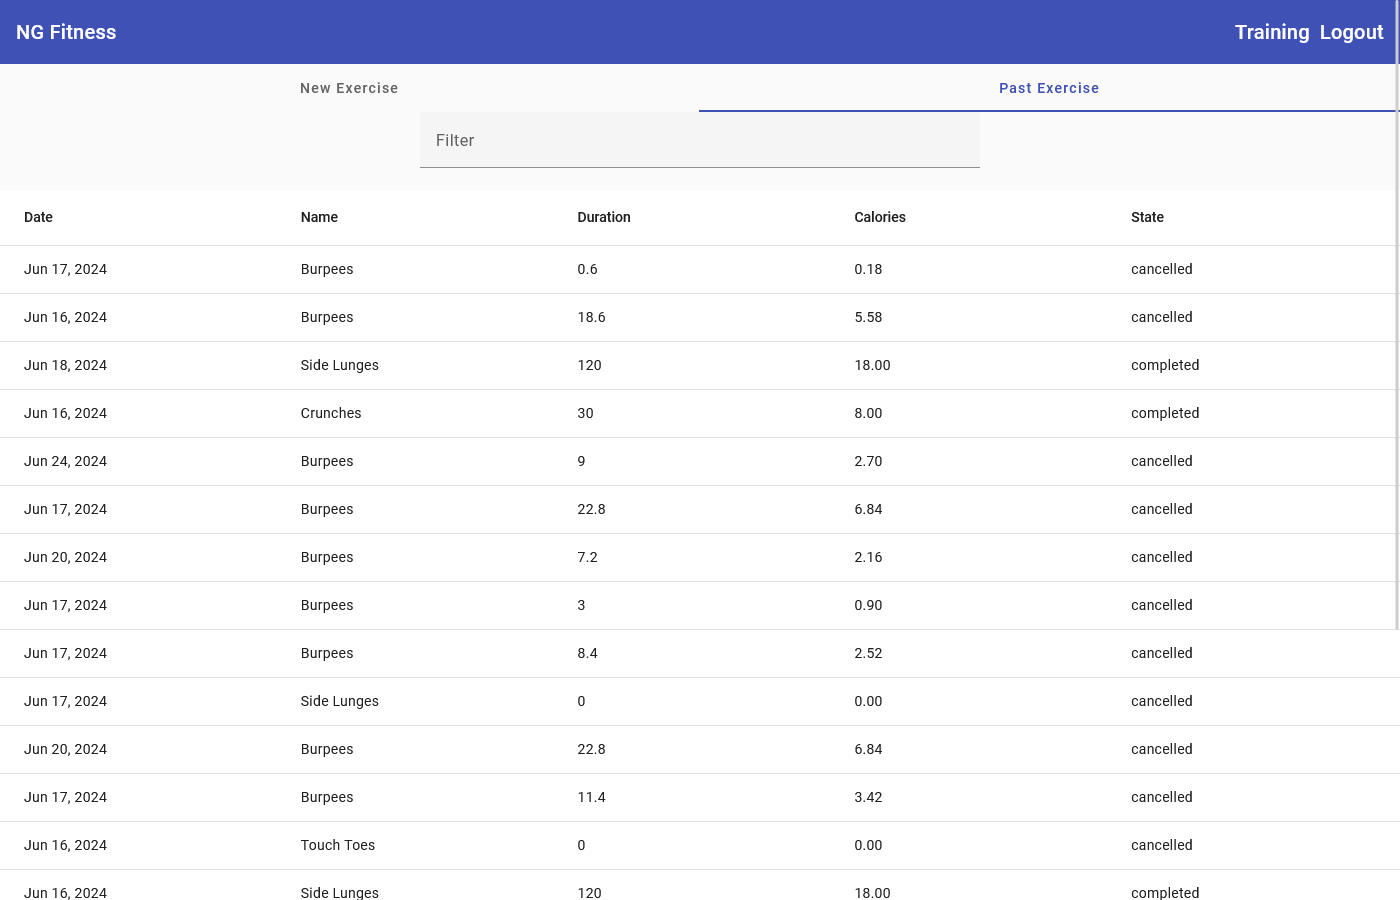 NG Fitness Training Logout
New Exercise Past Exercise
Filter
Date Name Duration Calories State
Jun 17, 2024 Burpees 0.6 0.18 cancelled
Jun 16, 2024 Burpees 18.6 5.58 cancelled
Jun 18, 2024 Side Lunges 120 18.00 completed
Jun 16, 2024 Crunches 30 8.00 completed
Jun 24, 2024 Burpees 9 2.70 cancelled
Jun 17, 2024 Burpees 22.8 6.84 cancelled
Jun 20, 2024 Burpees 7.2 2.16 cancelled
Jun 17, 2024 Burpees 3 0.90 cancelled
Jun 17, 2024 Burpees 8.4 2.52 cancelled
Jun 17, 2024 Side Lunges 0 0.00 cancelled
Jun 20, 2024 Burpees 22.8 6.84 cancelled
Jun 17, 2024 Burpees 11.4 3.42 cancelled
Jun 16, 2024 Touch Toes 0 0.00 cancelled
Jun 16, 2024 Side Lunges 120 18.00 completed